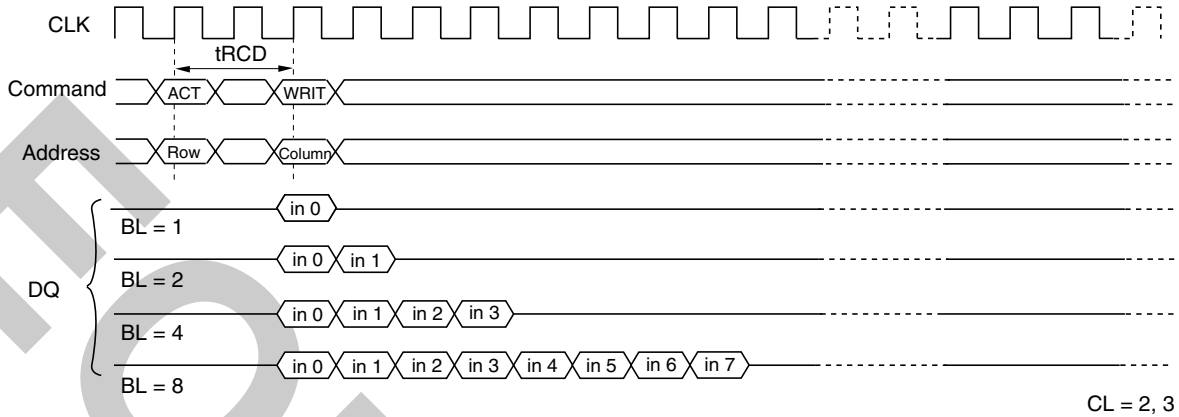 CLK
tRCD
Command ACT WRIT
Address Row Column
in 0
BL = 1
in 0 in 1
BL = 2
DQ
in 0 in 1 in 2 in 3
BL = 4
in 0 in 1 in 2 in 3 in 4 in 5 in 6 in 7
BL = 8
CL = 2, 3